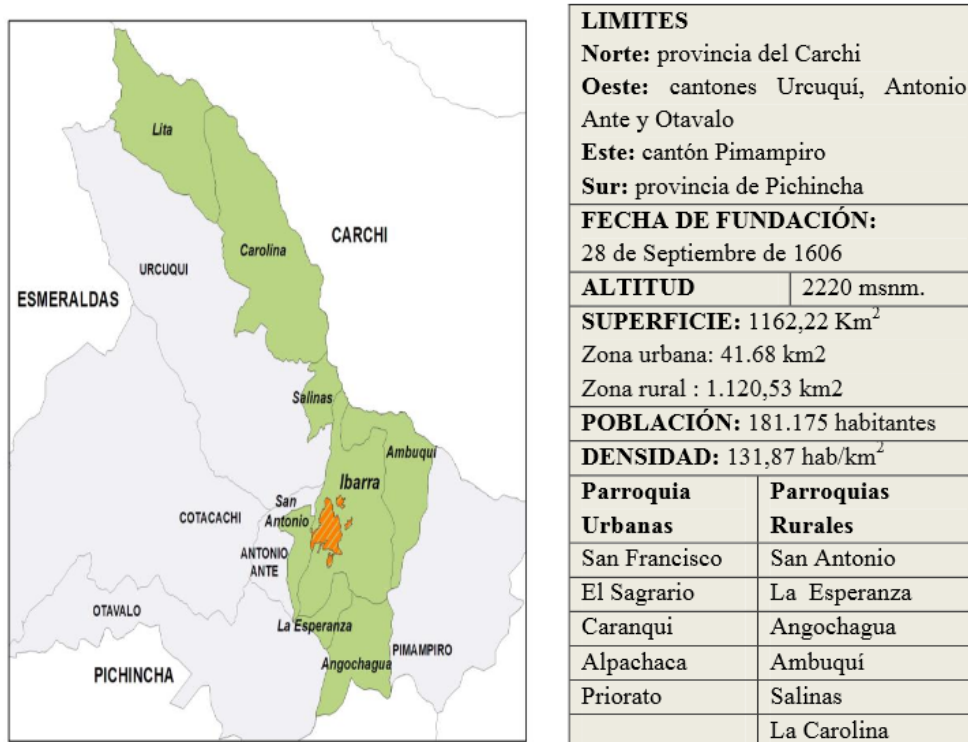 Lita
CARCHI
Carolina
URCUQUI
ESMERALDAS
Salinas
Ambuquí
Ibarra
San
Antonio
COTACACHI
ANTONIO
ANTE
OTAVALO
La Esperanza
PIMAMPIRO
Angochagua
PICHINCHA
LIMITES
Norte: provincia del Carchi
Oeste: cantones Urcuquí, Antonio
Ante y Otavalo
Este: cantón Pimampiro
Sur: provincia de Pichincha
FECHA DE FUNDACIÓN:
28 de Septiembre de 1606
ALTITUD 2220 msnm.
SUPERFICIE: 1162,22 Km²
Zona urbana: 41.68 km2
Zona rural : 1.120,53 km2
POBLACIÓN: 181.175 habitantes
DENSIDAD: 131,87 hab/km²
Parroquia Parroquias
Urbanas Rurales
San Francisco San Antonio
El Sagrario La Esperanza
Caranqui Angochagua
Alpachaca Ambuquí
Priorato Salinas
La Carolina